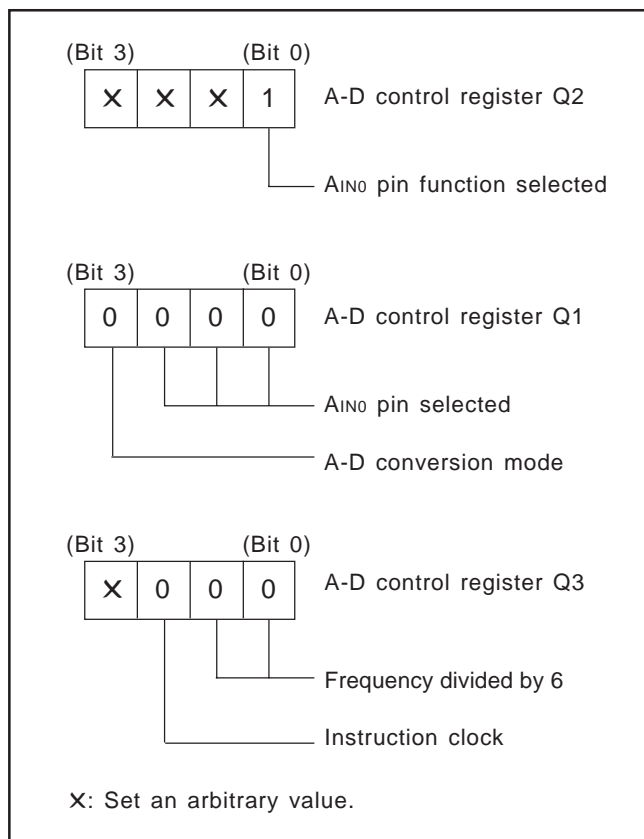 (Bit 3) (Bit 0)
✕ ✕ ✕ 1 A-D control register Q2
AIN0 pin function selected
(Bit 3) (Bit 0)
0 0 0 0 A-D control register Q1
AIN0 pin selected
A-D conversion mode
(Bit 3) (Bit 0)
✕ 0 0 0 A-D control register Q3
Frequency divided by 6
Instruction clock
✕: Set an arbitrary value.